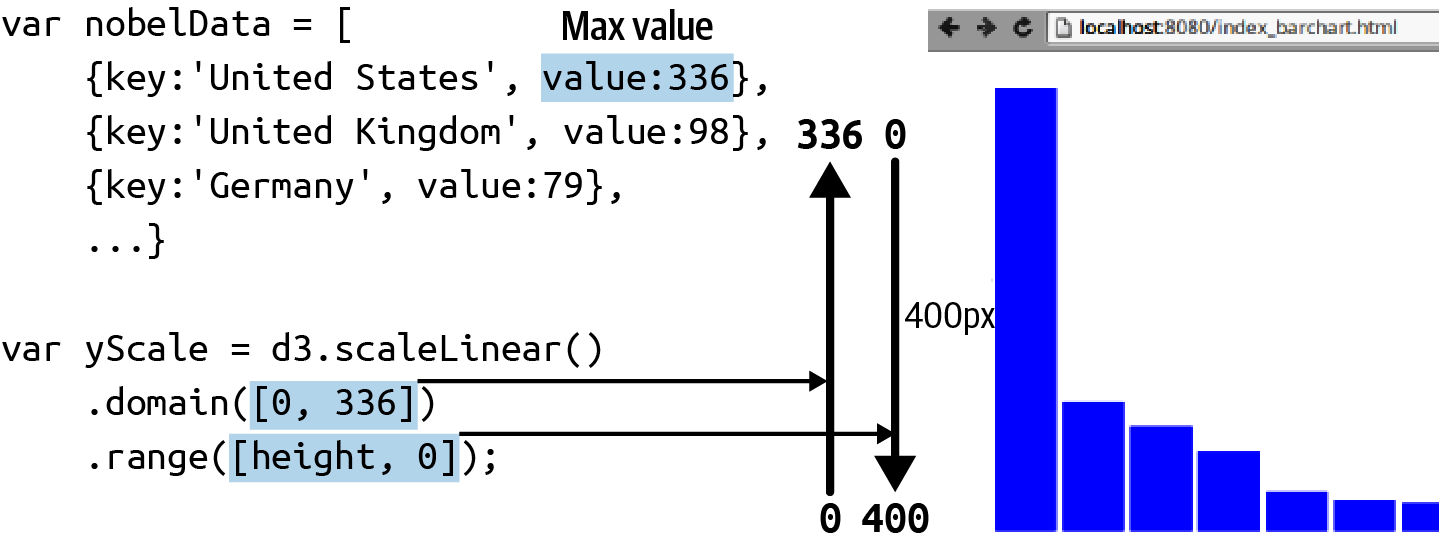 var nobelData = [
Max value
{key:'United States', value:336},
{key:'United Kingdom', value:98},
{key:'Germany', value:79},
...}
var yScale = d3.scaleLinear()
.domain([0, 336])
.range([height, 0]);
336 0
400px
0 400
localhost:8080/index_barchart.html